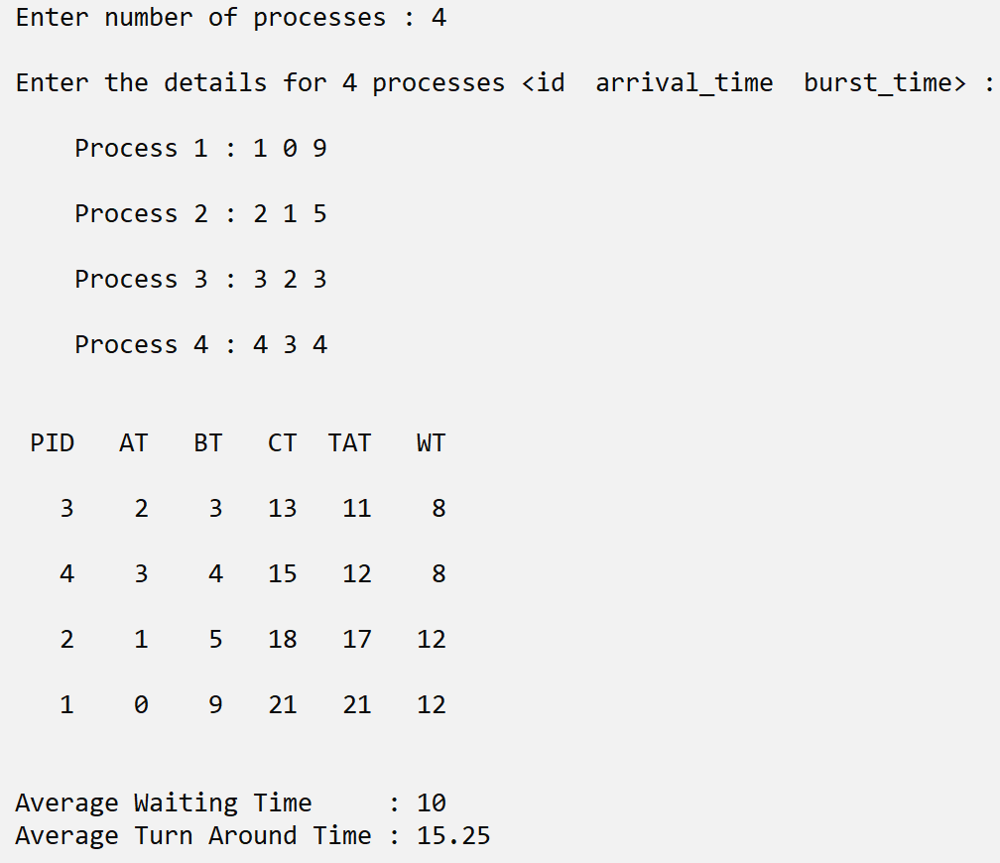 Enter number of processes : 4
Enter the details for 4 processes <id  arrival_time  burst_time> :
Process 1 : 1 0 9
Process 2 : 2 1 5
Process 3 : 3 2 3
Process 4 : 4 3 4
PID   AT   BT   CT  TAT   WT
3    2    3   13   11    8
4    3    4   15   12    8
2    1    5   18   17   12
1    0    9   21   21   12
Average Waiting Time     : 10
Average Turn Around Time : 15.25